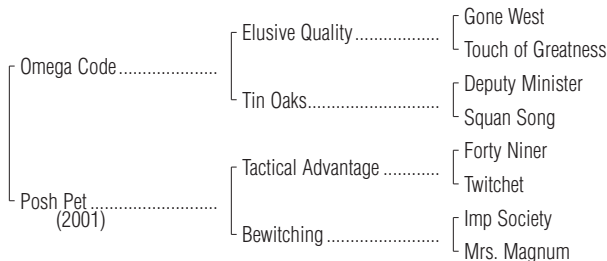 Gone West
Elusive Quality ..................
Touch of Greatness
Omega Code .....................
Deputy Minister
Tin Oaks............................
Squan Song
Forty Niner
Tactical Advantage ............
Twitchet
Posh Pet ...........................
(2001)
Imp Society
Bewitching ........................
Mrs. Magnum